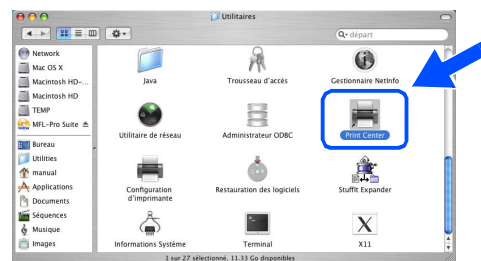 Utilitaires
Q- départ
Network
Mac OS X
Macintosh HD-...
Macintosh HD
TEMP
MFL-Pro Suite
Bureau
Utilities
manual
Applications
Documents
Séquences
Musique
Images
Java
Trousseau d'accès
Gestionnaire NetInfo
Utilitaire de réseau
Administrateur ODBC
Print Center
Configuration
d'imprimante
Restauration des logiciels
StuffIt Expander
Informations Système
Terminal
X11
1 sur 27 sélectionné, 11.33 Go disponibles